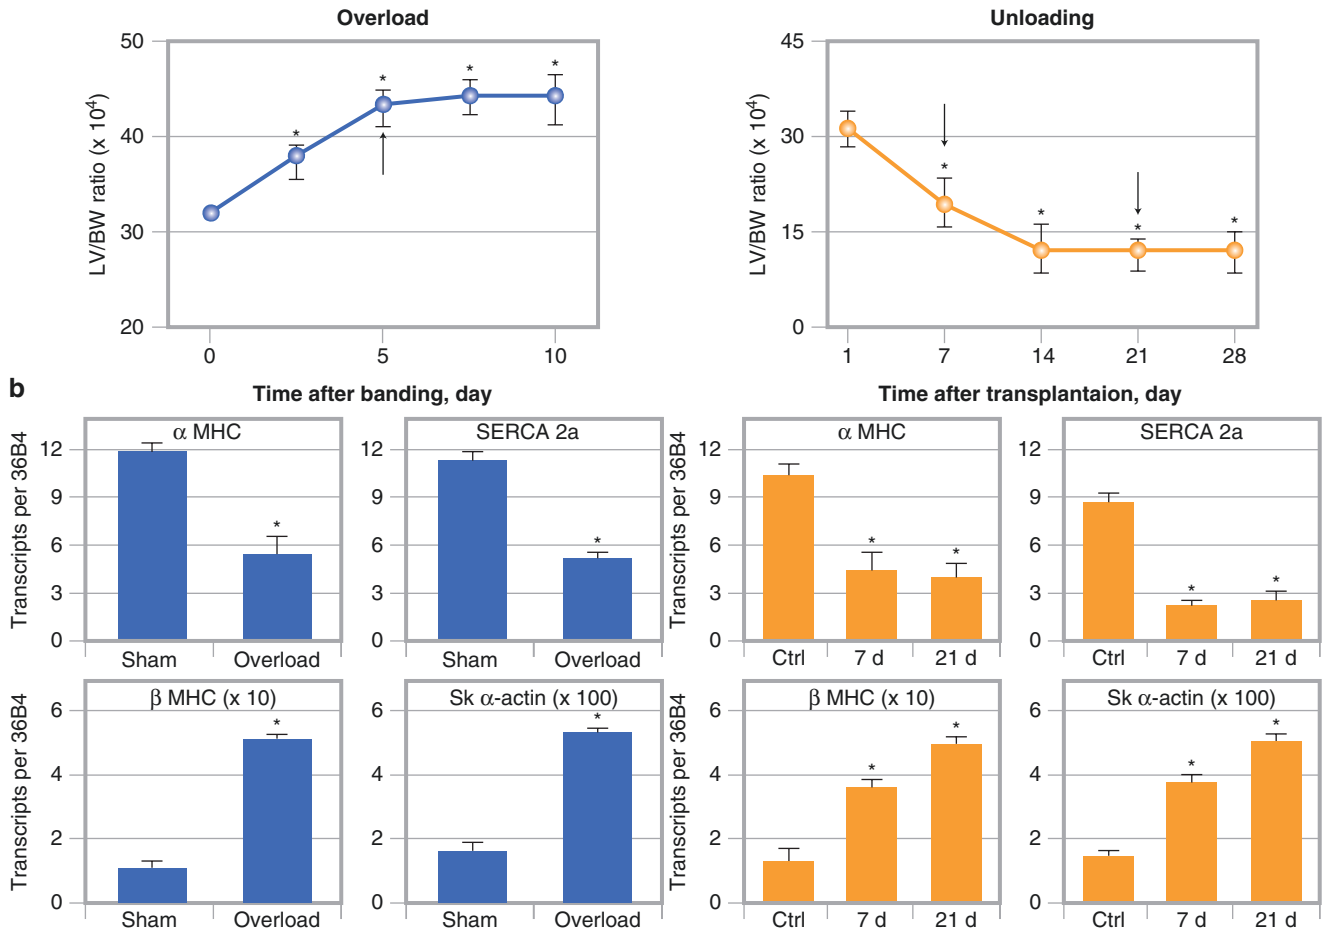 Overload
50
40
30
20
LV/BW ratio (x 10⁴)
*
*
*
*
0
5
10
Unloading
45
30
15
0
LV/BW ratio (x 10⁴)
*
*
*
*
1
7
14
21
28
b
Time after banding, day
Time after transplantaion, day
α MHC
Transcripts per 36B4
12
9
6
3
0
*
Sham
Overload
SERCA 2a
12
9
6
3
0
*
Sham
Overload
α MHC
Transcripts per 36B4
12
9
6
3
0
*
*
Ctrl
7 d
21 d
SERCA 2a
12
9
6
3
0
*
*
Ctrl
7 d
21 d
β MHC (x 10)
Transcripts per 36B4
6
4
2
0
*
Sham
Overload
Sk α-actin (x 100)
6
4
2
0
*
Sham
Overload
β MHC (x 10)
Transcripts per 36B4
6
4
2
0
*
*
Ctrl
7 d
21 d
Sk α-actin (x 100)
6
4
2
0
*
*
Ctrl
7 d
21 d